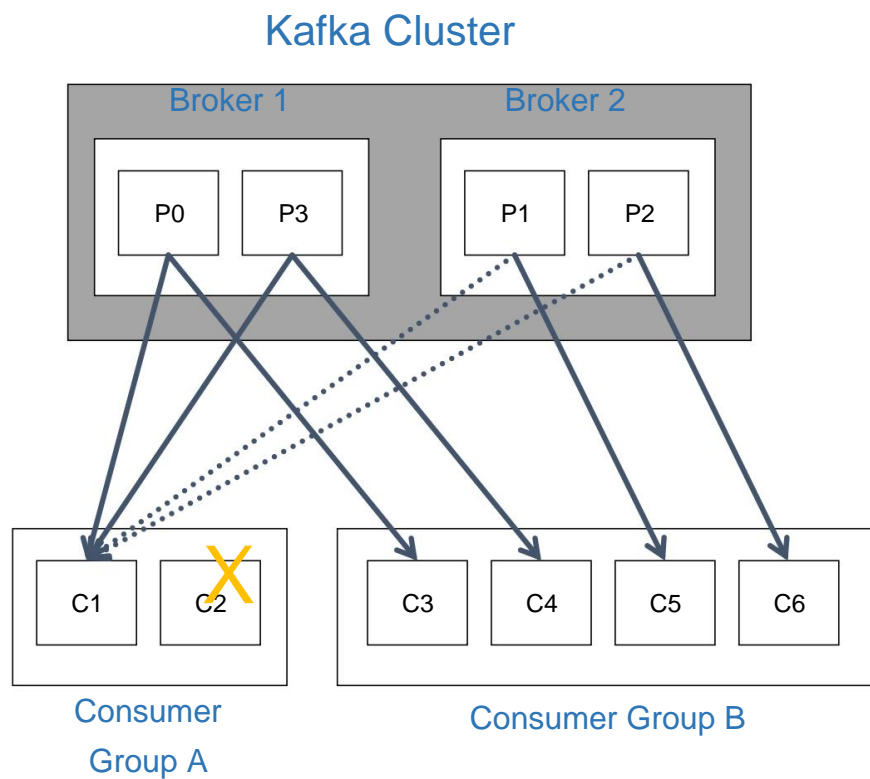 Kafka Cluster
Broker 1 Broker 2
P0 P3 P1 P2
C1 C2 C3 C4 C5 C6
X
Consumer
Group A
Consumer Group B